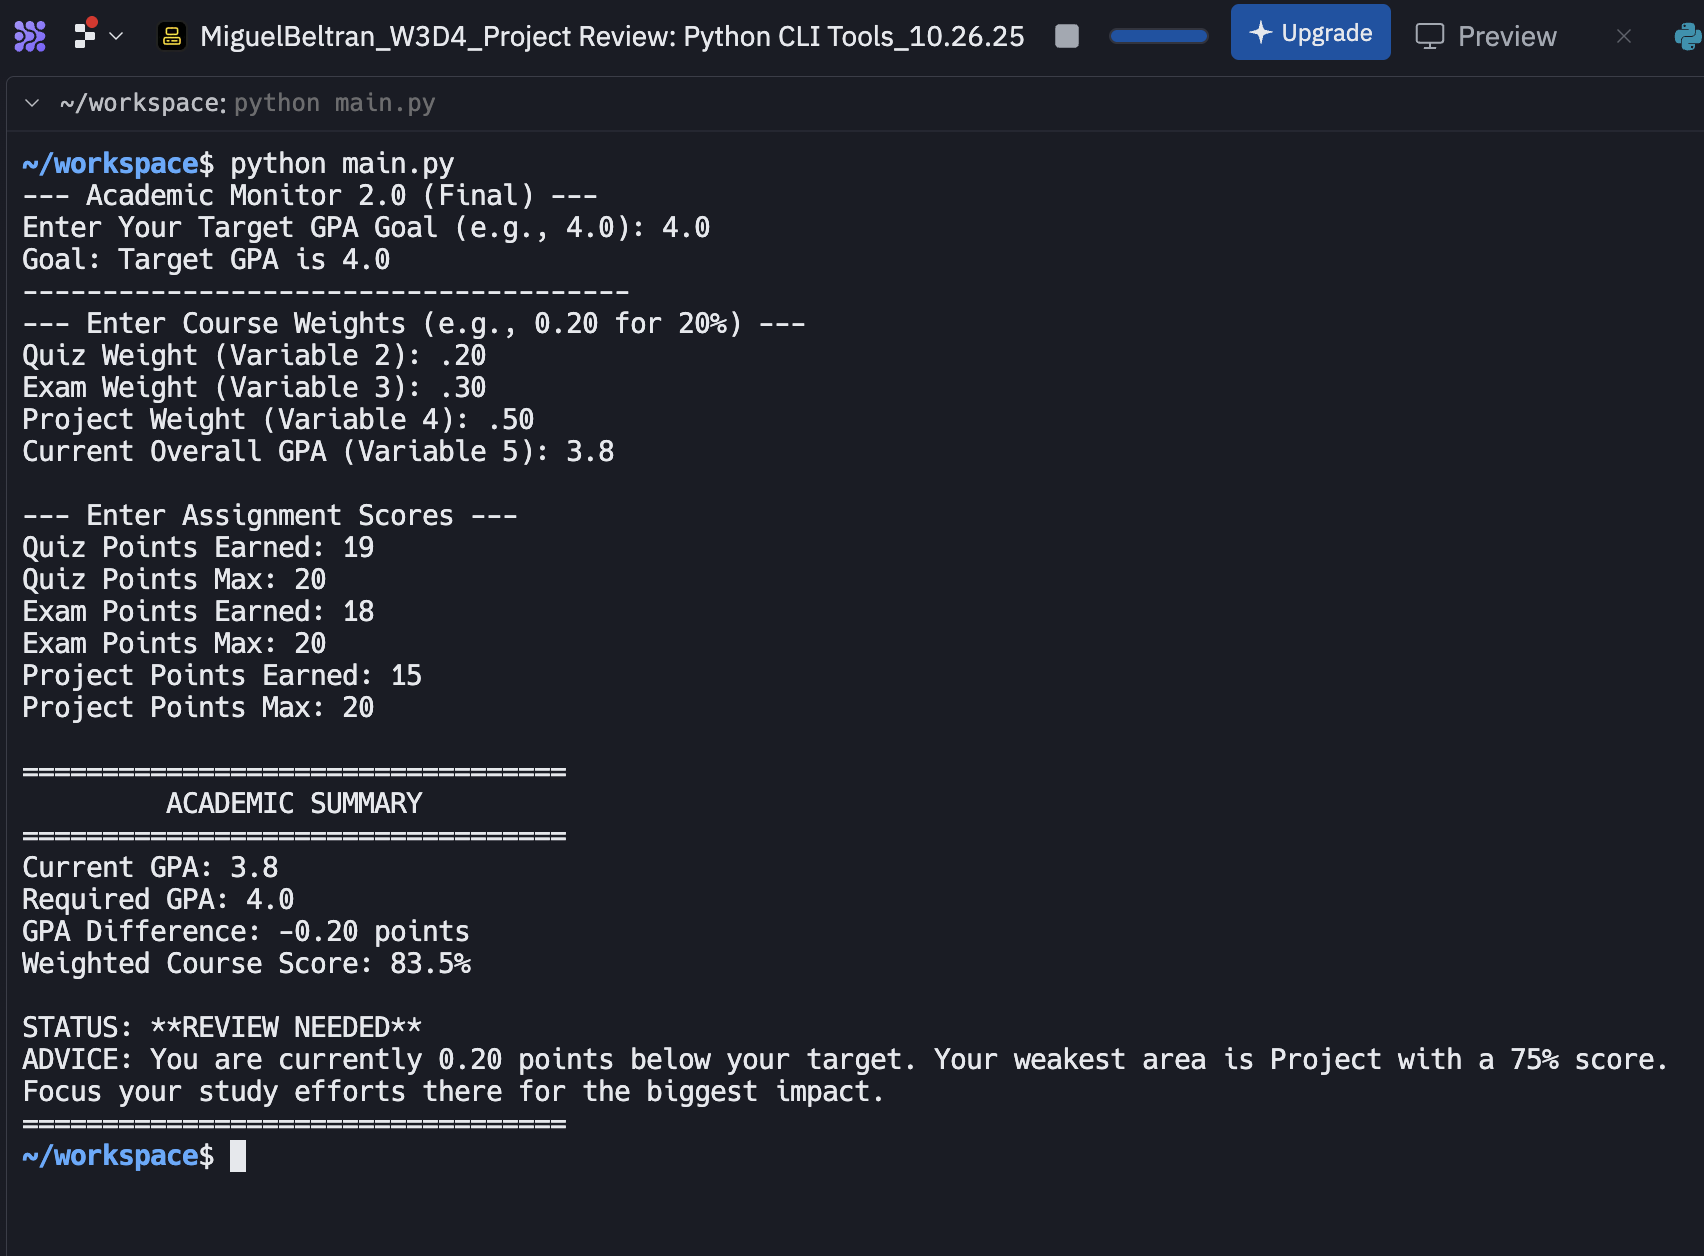 MiguelBeltran_W3D4_Project Review: Python CLI Tools_10.26.25
Upgrade
Preview
~/workspace: python main.py
~/workspace$ python main.py
--- Academic Monitor 2.0 (Final) ---
Enter Your Target GPA Goal (e.g., 4.0): 4.0
Goal: Target GPA is 4.0
--------------------------------------
--- Enter Course Weights (e.g., 0.20 for 20%) ---
Quiz Weight (Variable 2): .20
Exam Weight (Variable 3): .30
Project Weight (Variable 4): .50
Current Overall GPA (Variable 5): 3.8
--- Enter Assignment Scores ---
Quiz Points Earned: 19
Quiz Points Max: 20
Exam Points Earned: 18
Exam Points Max: 20
Project Points Earned: 15
Project Points Max: 20
==================================
ACADEMIC SUMMARY
==================================
Current GPA: 3.8
Required GPA: 4.0
GPA Difference: -0.20 points
Weighted Course Score: 83.5%
STATUS: **REVIEW NEEDED**
ADVICE: You are currently 0.20 points below your target. Your weakest area is Project with a 75% score.
Focus your study efforts there for the biggest impact.
==================================
~/workspace$